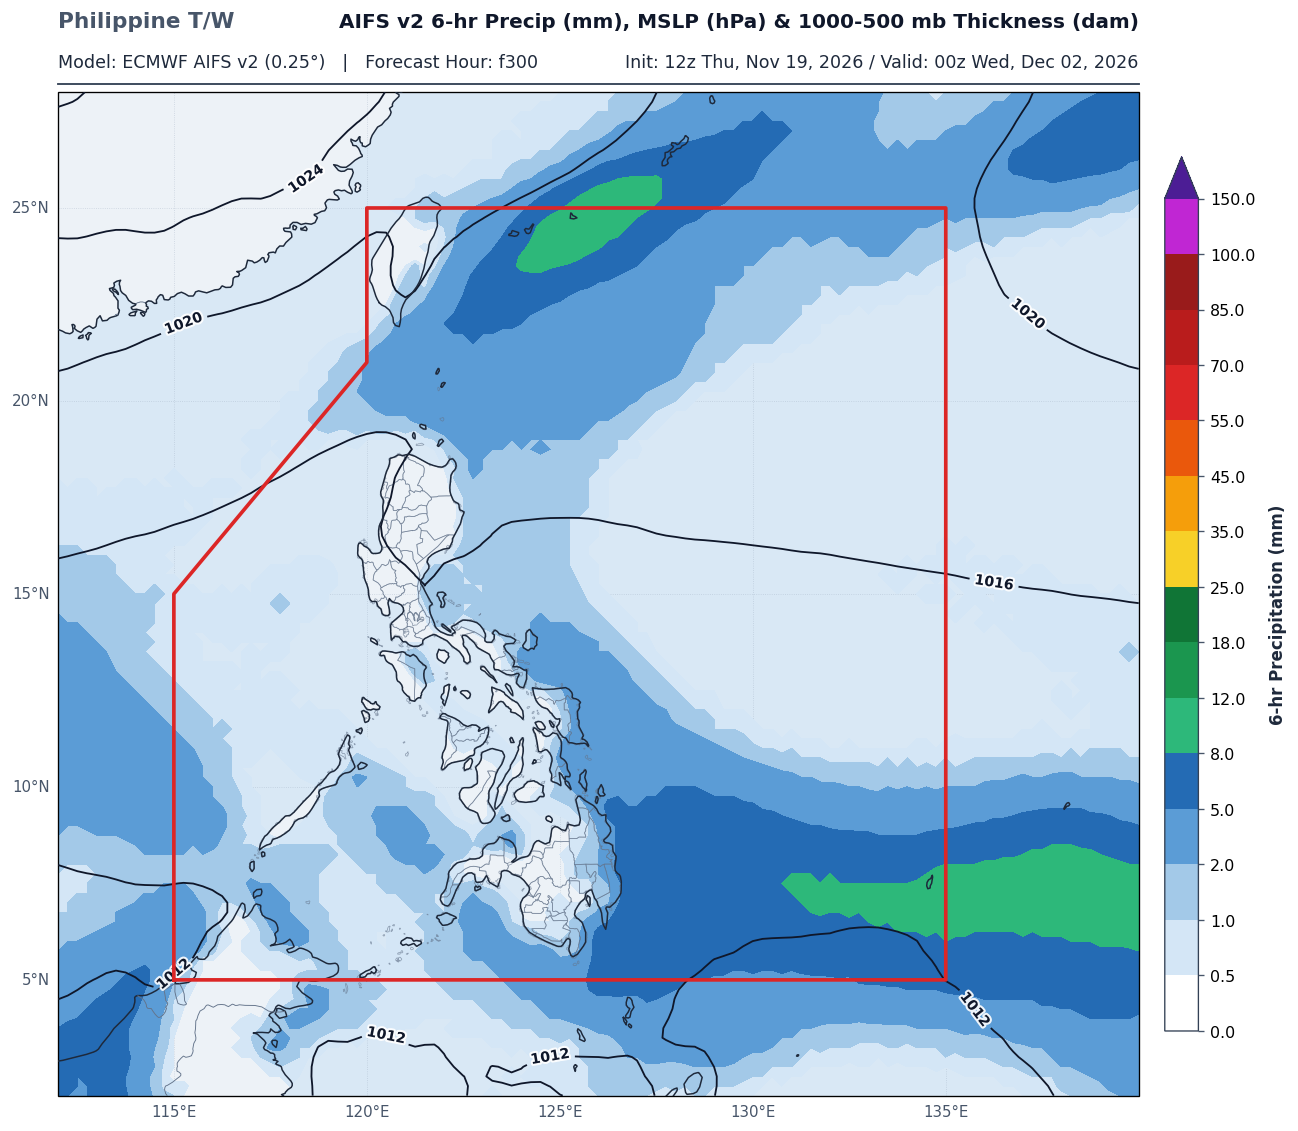 Philippine T/W
AIFS v2 6-hr Precip (mm), MSLP (hPa) & 1000-500 mb Thickness (dam)
Model: ECMWF AIFS v2 (0.25°)   |   Forecast Hour: f300
Init: 12z Thu, Nov 19, 2026 / Valid: 00z Wed, Dec 02, 2026
1024
1020
1020
1016
1012
1012
1012
1012
25°N
20°N
15°N
10°N
5°N
115°E
120°E
125°E
130°E
135°E
150.0
100.0
85.0
70.0
55.0
45.0
35.0
25.0
18.0
12.0
8.0
5.0
2.0
1.0
0.5
0.0
6-hr Precipitation (mm)